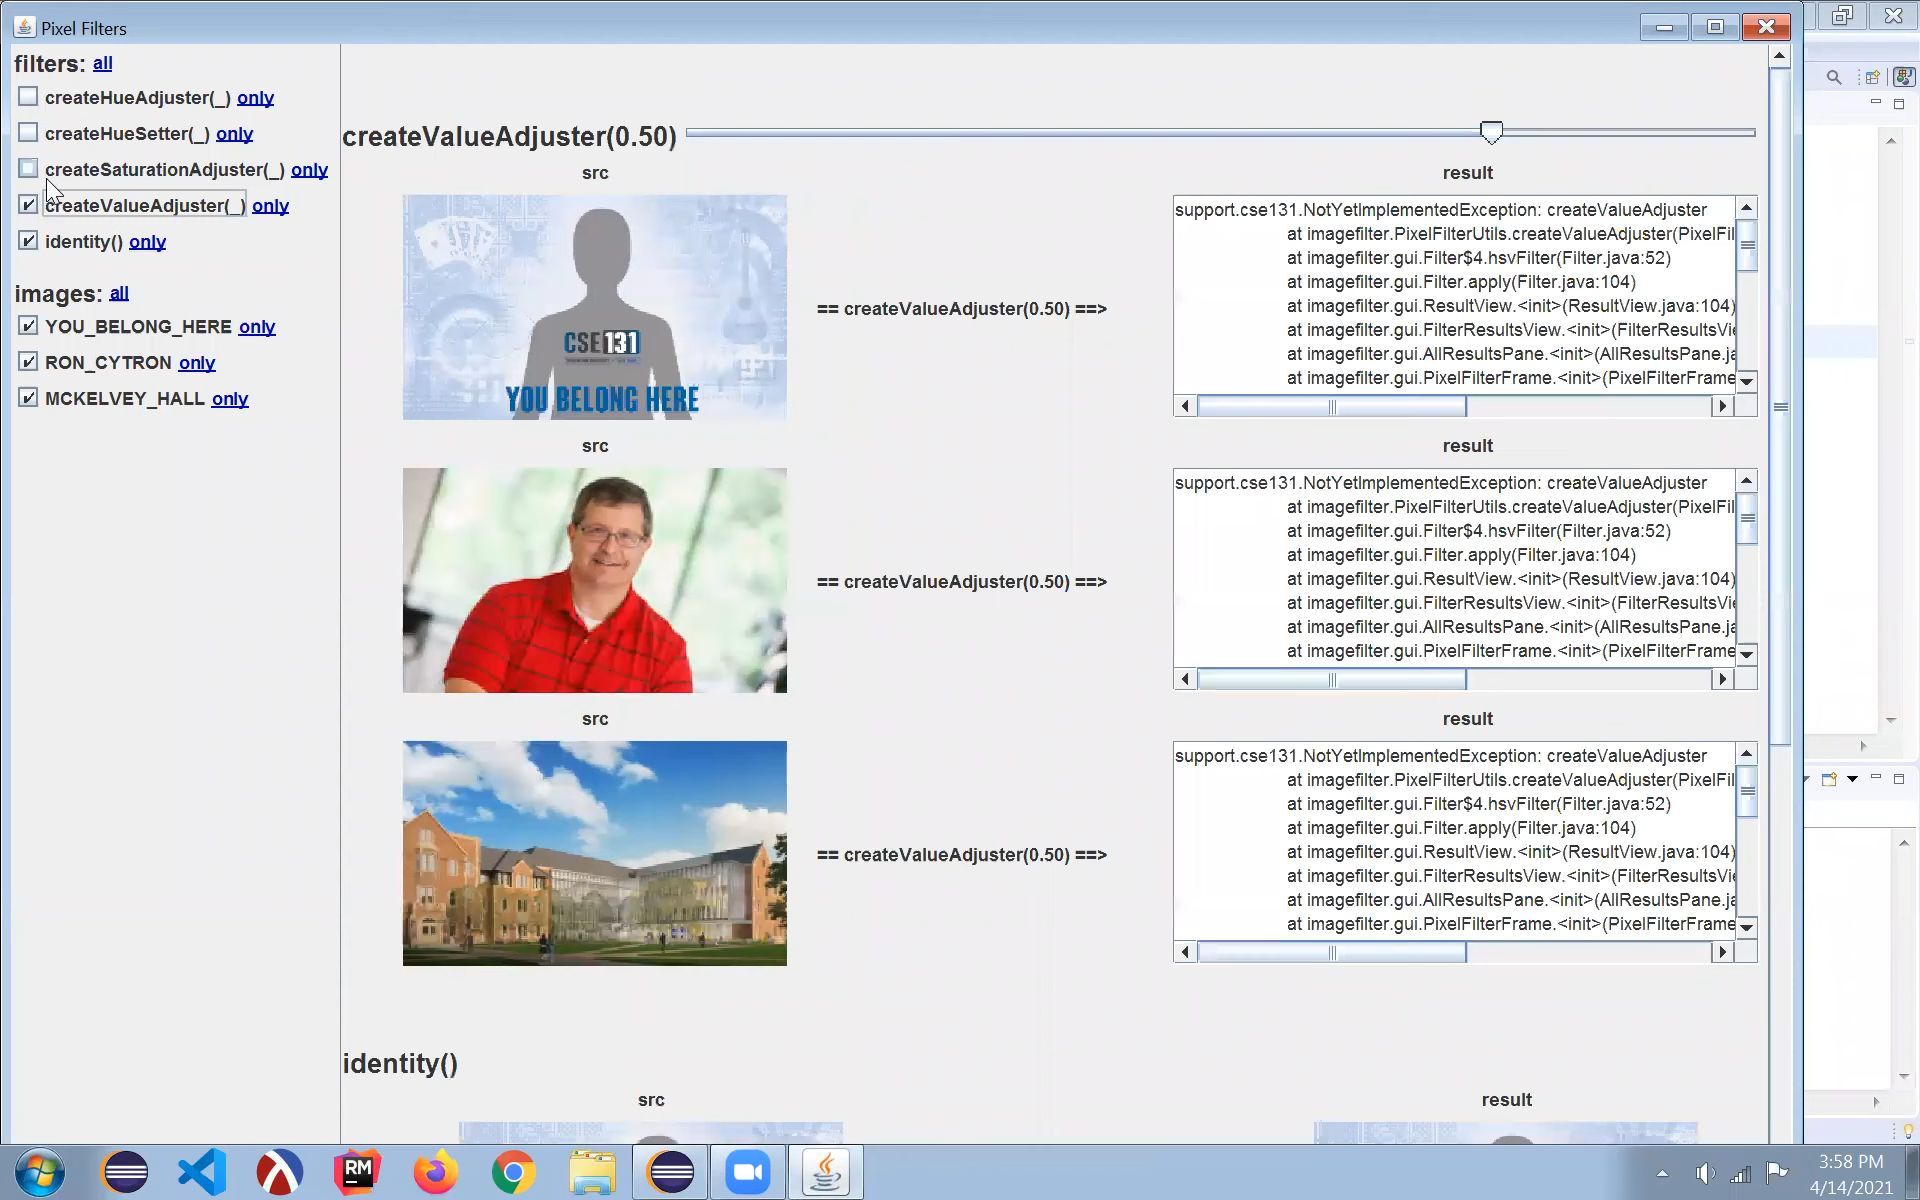 Pixel Filters
filters: all
createHueAdjuster(_) only
createHueSetter(_) only
createSaturationAdjuster(_) only
createValueAdjuster(_) only
identity() only
images: all
YOU_BELONG_HERE only
RON_CYTRON only
MCKELVEY_HALL only
createValueAdjuster(0.50)
src
result
CSE131
YOU BELONG HERE
== createValueAdjuster(0.50) ==>
support.cse131.NotYetImplementedException: createValueAdjuster
at imagefilter.PixelFilterUtils.createValueAdjuster(PixelFil
at imagefilter.gui.Filter$4.hsvFilter(Filter.java:52)
at imagefilter.gui.Filter.apply(Filter.java:104)
at imagefilter.gui.ResultView.<init>(ResultView.java:104)
at imagefilter.gui.FilterResultsView.<init>(FilterResultsVi
at imagefilter.gui.AllResultsPane.<init>(AllResultsPane.ja
at imagefilter.gui.PixelFilterFrame.<init>(PixelFilterFrame
src
result
== createValueAdjuster(0.50) ==>
support.cse131.NotYetImplementedException: createValueAdjuster
at imagefilter.PixelFilterUtils.createValueAdjuster(PixelFil
at imagefilter.gui.Filter$4.hsvFilter(Filter.java:52)
at imagefilter.gui.Filter.apply(Filter.java:104)
at imagefilter.gui.ResultView.<init>(ResultView.java:104)
at imagefilter.gui.FilterResultsView.<init>(FilterResultsVi
at imagefilter.gui.AllResultsPane.<init>(AllResultsPane.ja
at imagefilter.gui.PixelFilterFrame.<init>(PixelFilterFrame
src
result
== createValueAdjuster(0.50) ==>
support.cse131.NotYetImplementedException: createValueAdjuster
at imagefilter.PixelFilterUtils.createValueAdjuster(PixelFil
at imagefilter.gui.Filter$4.hsvFilter(Filter.java:52)
at imagefilter.gui.Filter.apply(Filter.java:104)
at imagefilter.gui.ResultView.<init>(ResultView.java:104)
at imagefilter.gui.FilterResultsView.<init>(FilterResultsVi
at imagefilter.gui.AllResultsPane.<init>(AllResultsPane.ja
at imagefilter.gui.PixelFilterFrame.<init>(PixelFilterFrame
identity()
src
result
RM
3:58 PM
4/14/2021